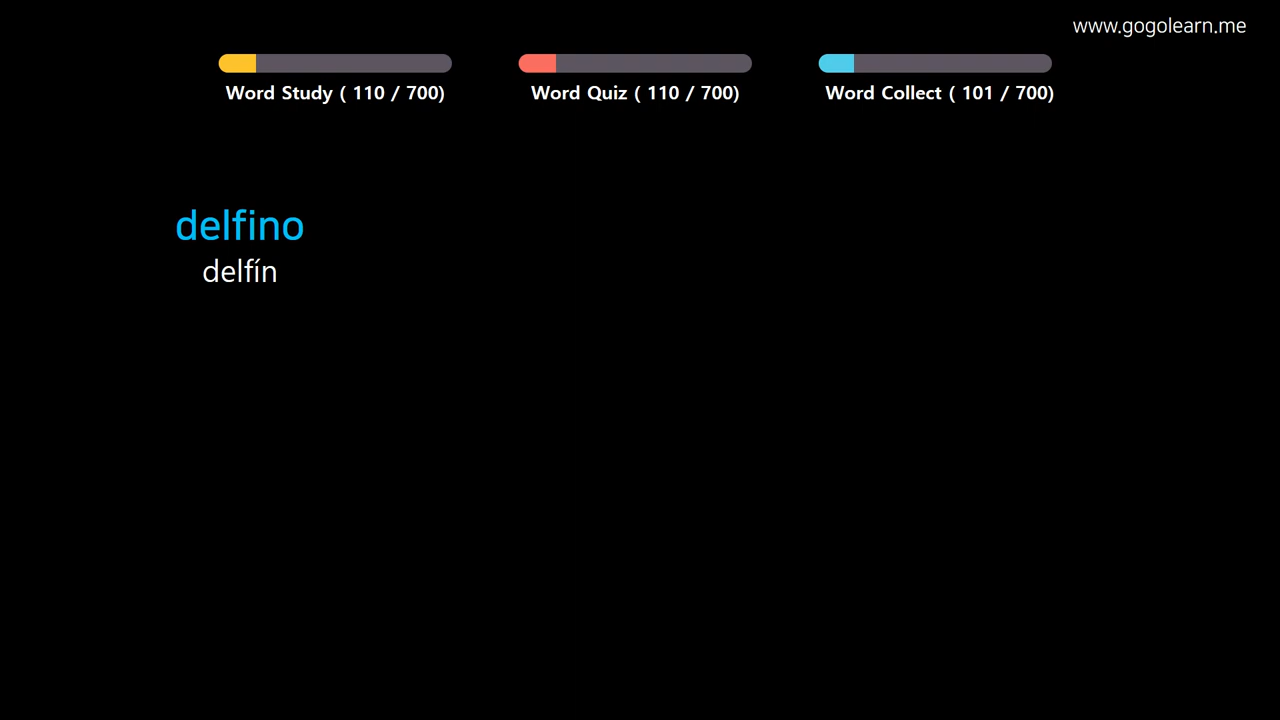 www.gogolearn.me
Word Study ( 110 / 700)
Word Quiz ( 110 / 700)
Word Collect ( 101 / 700)
delfino
delfín